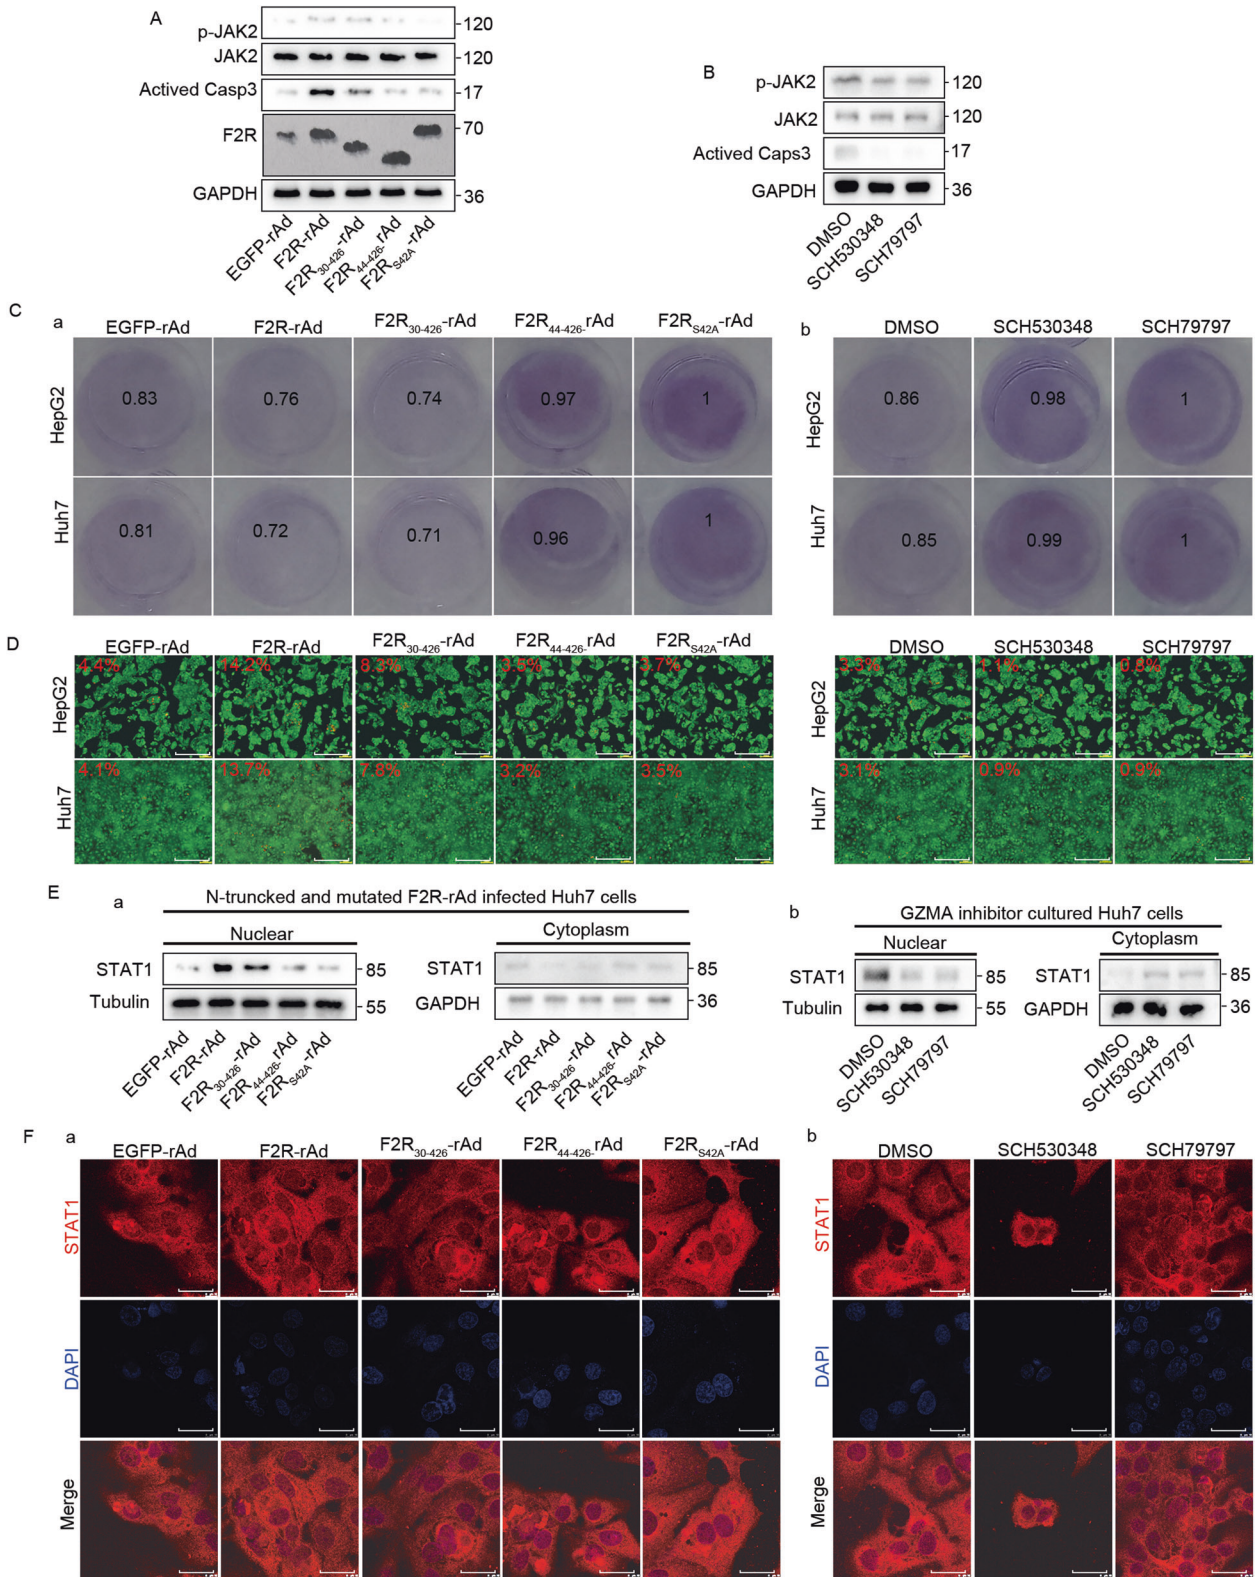 A
p-JAK2
-120
JAK2
-120
Actived Casp3
-17
F2R
-70
GAPDH
-36
EGFP-rAd
F2R-rAd
F2R30-426-rAd
F2R44-426-rAd
F2RS42A-rAd
B
p-JAK2
-120
JAK2
120
Actived Caps3
-17
GAPDH
-36
DMSO
SCH530348
SCH79797
C
a
EGFP-rAd F2R-rAd F2R30-426-rAd F2R44-426-rAd F2RS42A-rAd
HepG2
0.83 0.76 0.74 0.97 1
Huh7
0.81 0.72 0.71 0.96 1
b
DMSO SCH530348 SCH79797
HepG2
0.86 0.98 1
Huh7
0.85 0.99 1
D
EGFP-rAd F2R-rAd F2R30-426-rAd F2R44-426-rAd F2RS42A-rAd
HepG2
4.4% 14.2% 8.3% 3.5% 3.7%
Huh7
4.1% 13.7% 7.8% 3.2% 3.5%
DMSO SCH530348 SCH79797
HepG2
3.3% 1.1% 0.8%
Huh7
3.1% 0.9% 0.9%
E
a
N-truncked and mutated F2R-rAd infected Huh7 cells
Nuclear
STAT1
-85
Tubulin
-55
EGFP-rAd
F2R-rAd
F2R30-426-rAd
F2R44-426-rAd
F2RS42A-rAd
Cytoplasm
STAT1
-85
GAPDH
-36
EGFP-rAd
F2R-rAd
F2R30-426-rAd
F2R44-426-rAd
F2RS42A-rAd
b
GZMA inhibitor cultured Huh7 cells
Nuclear
STAT1
-85
Tubulin
-55
DMSO
SCH530348
SCH79797
Cytoplasm
STAT1
-85
GAPDH
-36
DMSO
SCH530348
SCH79797
F
a
EGFP-rAd F2R-rAd F2R30-426-rAd F2R44-426-rAd F2RS42A-rAd
STAT1
DAPI
Merge
b
DMSO SCH530348 SCH79797
STAT1
DAPI
Merge